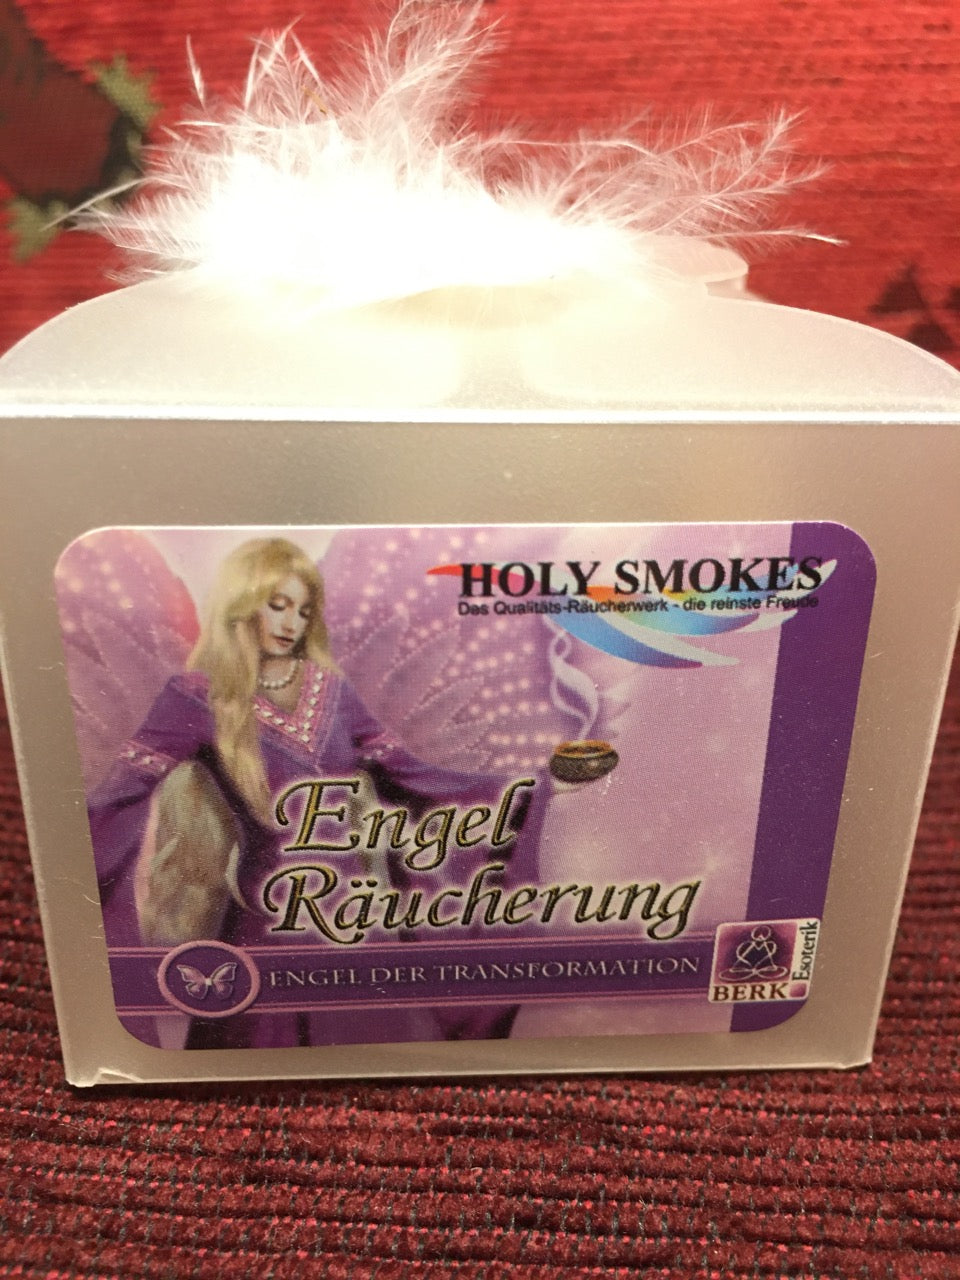 HOLY SMOKES
Das Qualitäts-Räucherwerk - die reinste Freude
Engel
Räucherung
ENGEL DER TRANSFORMATION
BERK
Esoterik